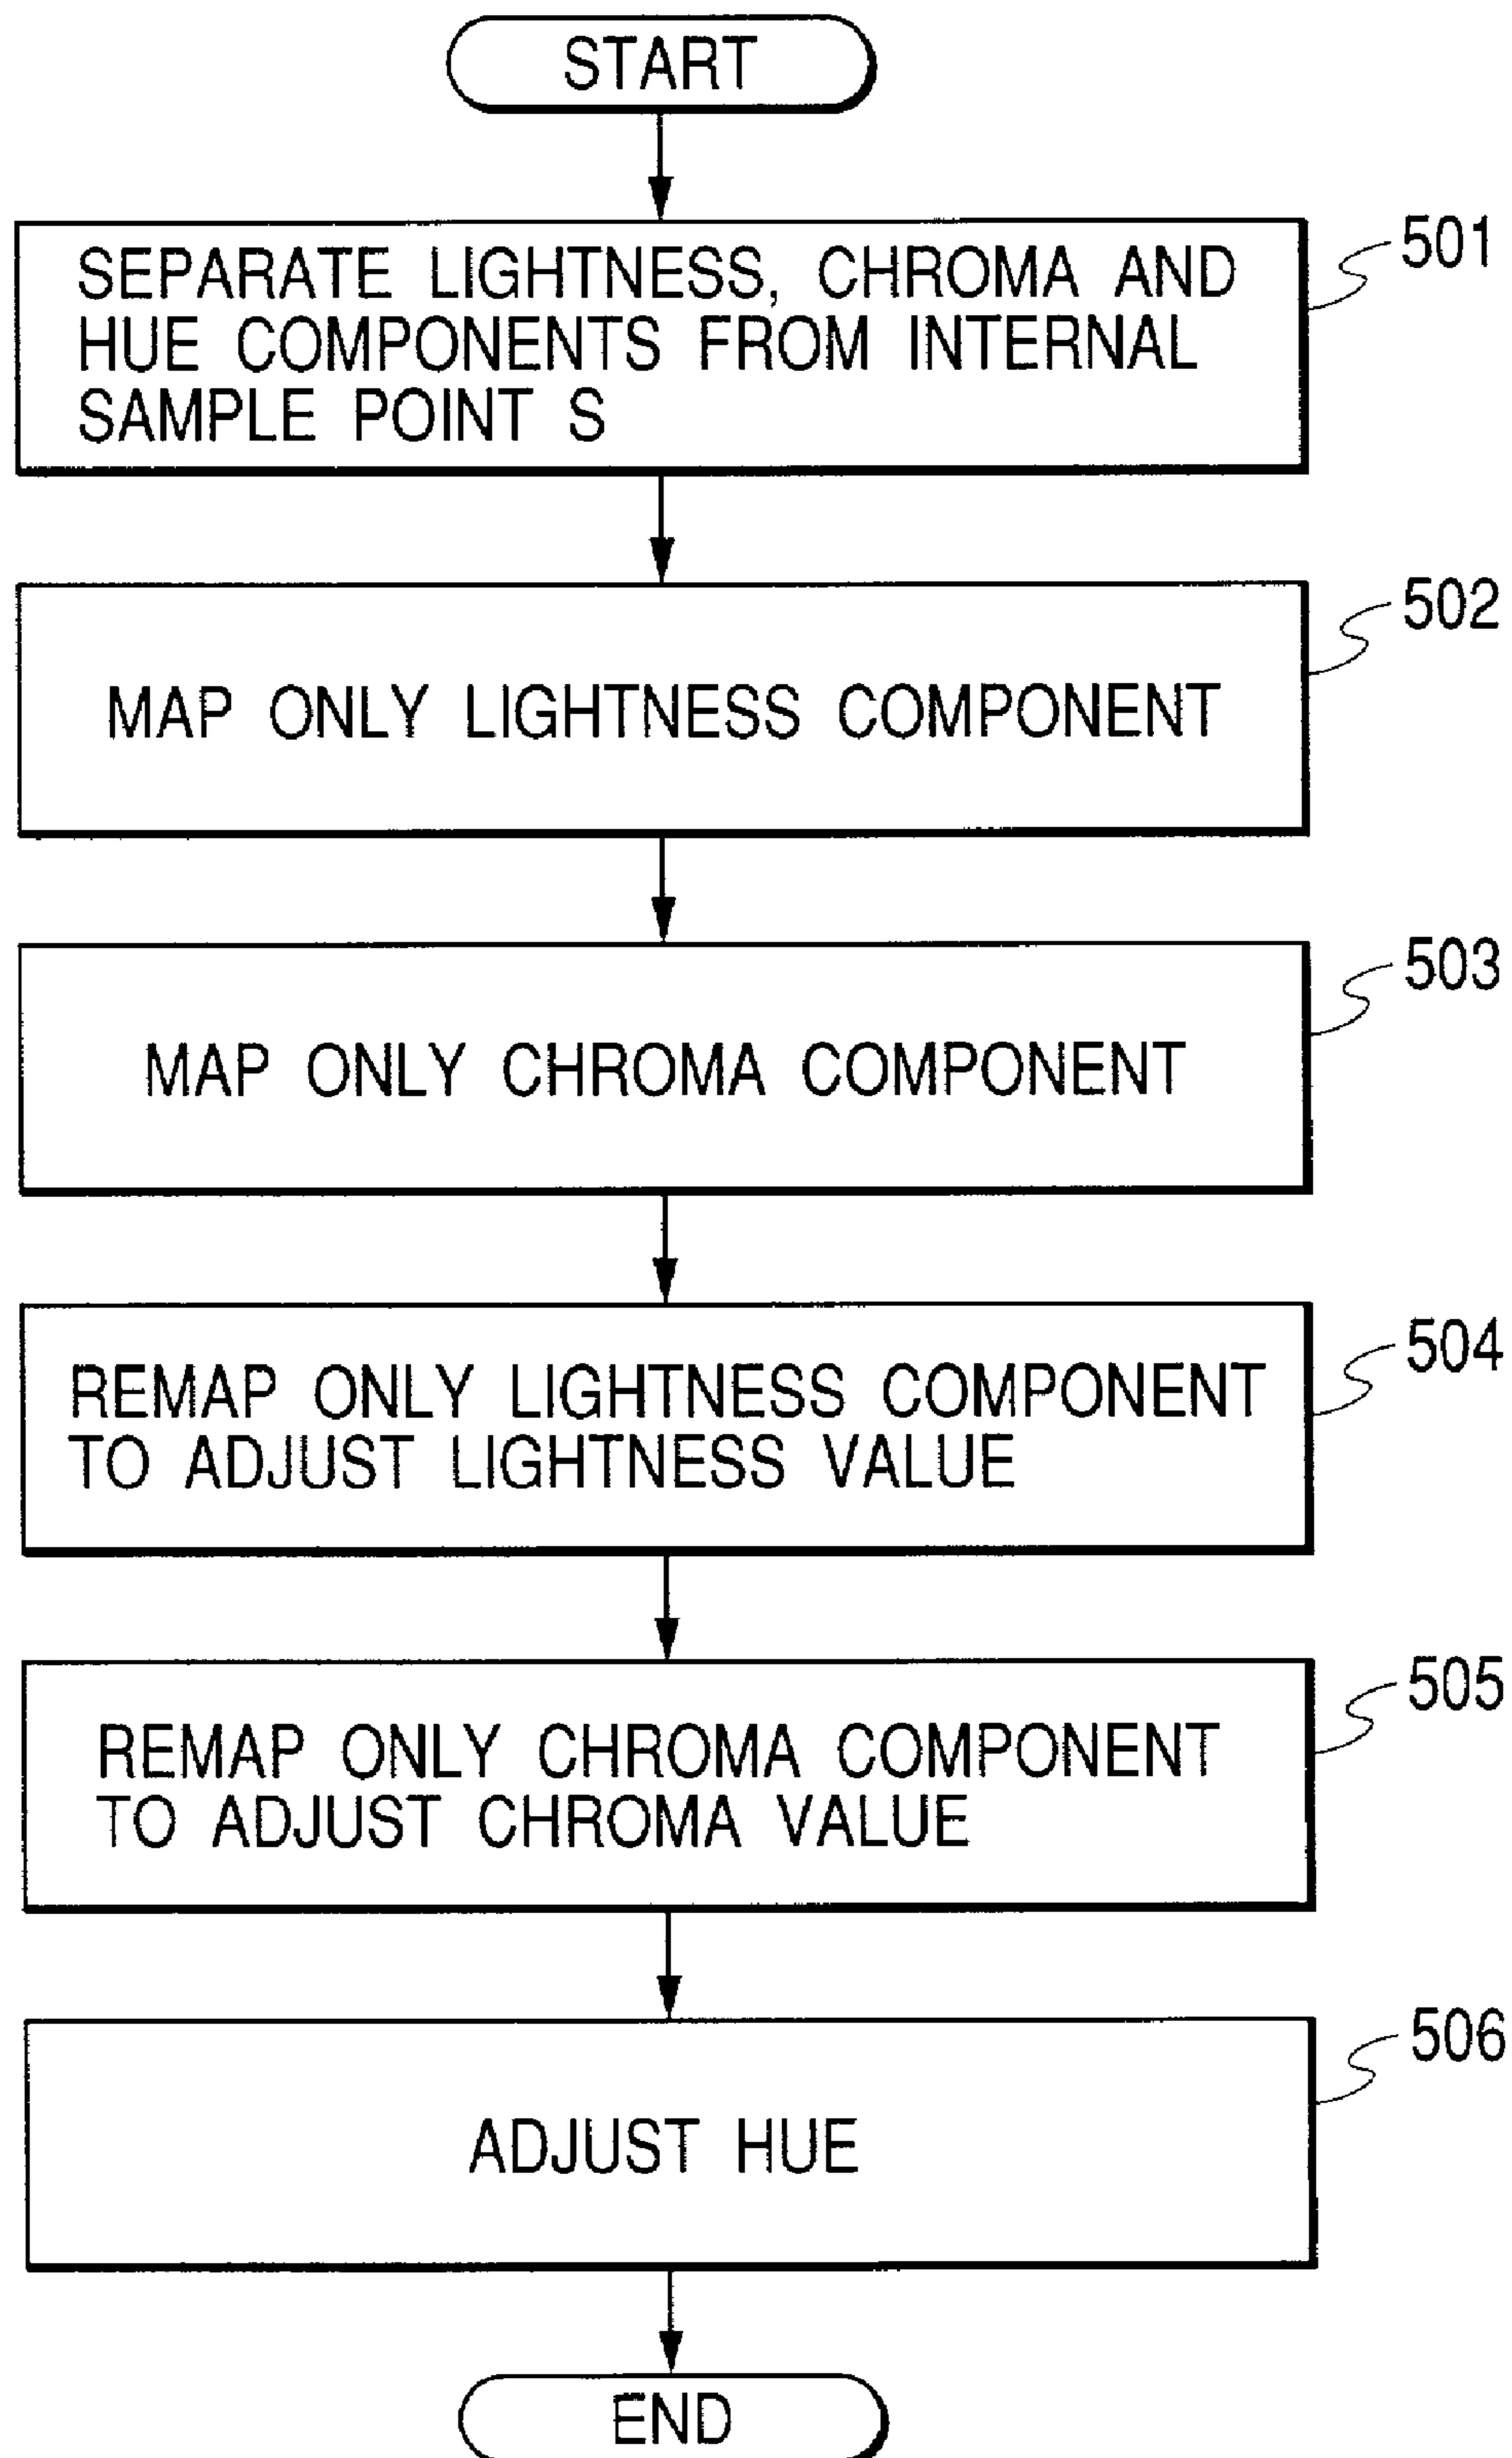 START
SEPARATE LIGHTNESS, CHROMA AND
HUE COMPONENTS FROM INTERNAL
SAMPLE POINT S
501
MAP ONLY LIGHTNESS COMPONENT
502
MAP ONLY CHROMA COMPONENT
503
REMAP ONLY LIGHTNESS COMPONENT
TO ADJUST LIGHTNESS VALUE
504
REMAP ONLY CHROMA COMPONENT
TO ADJUST CHROMA VALUE
505
ADJUST HUE
506
END